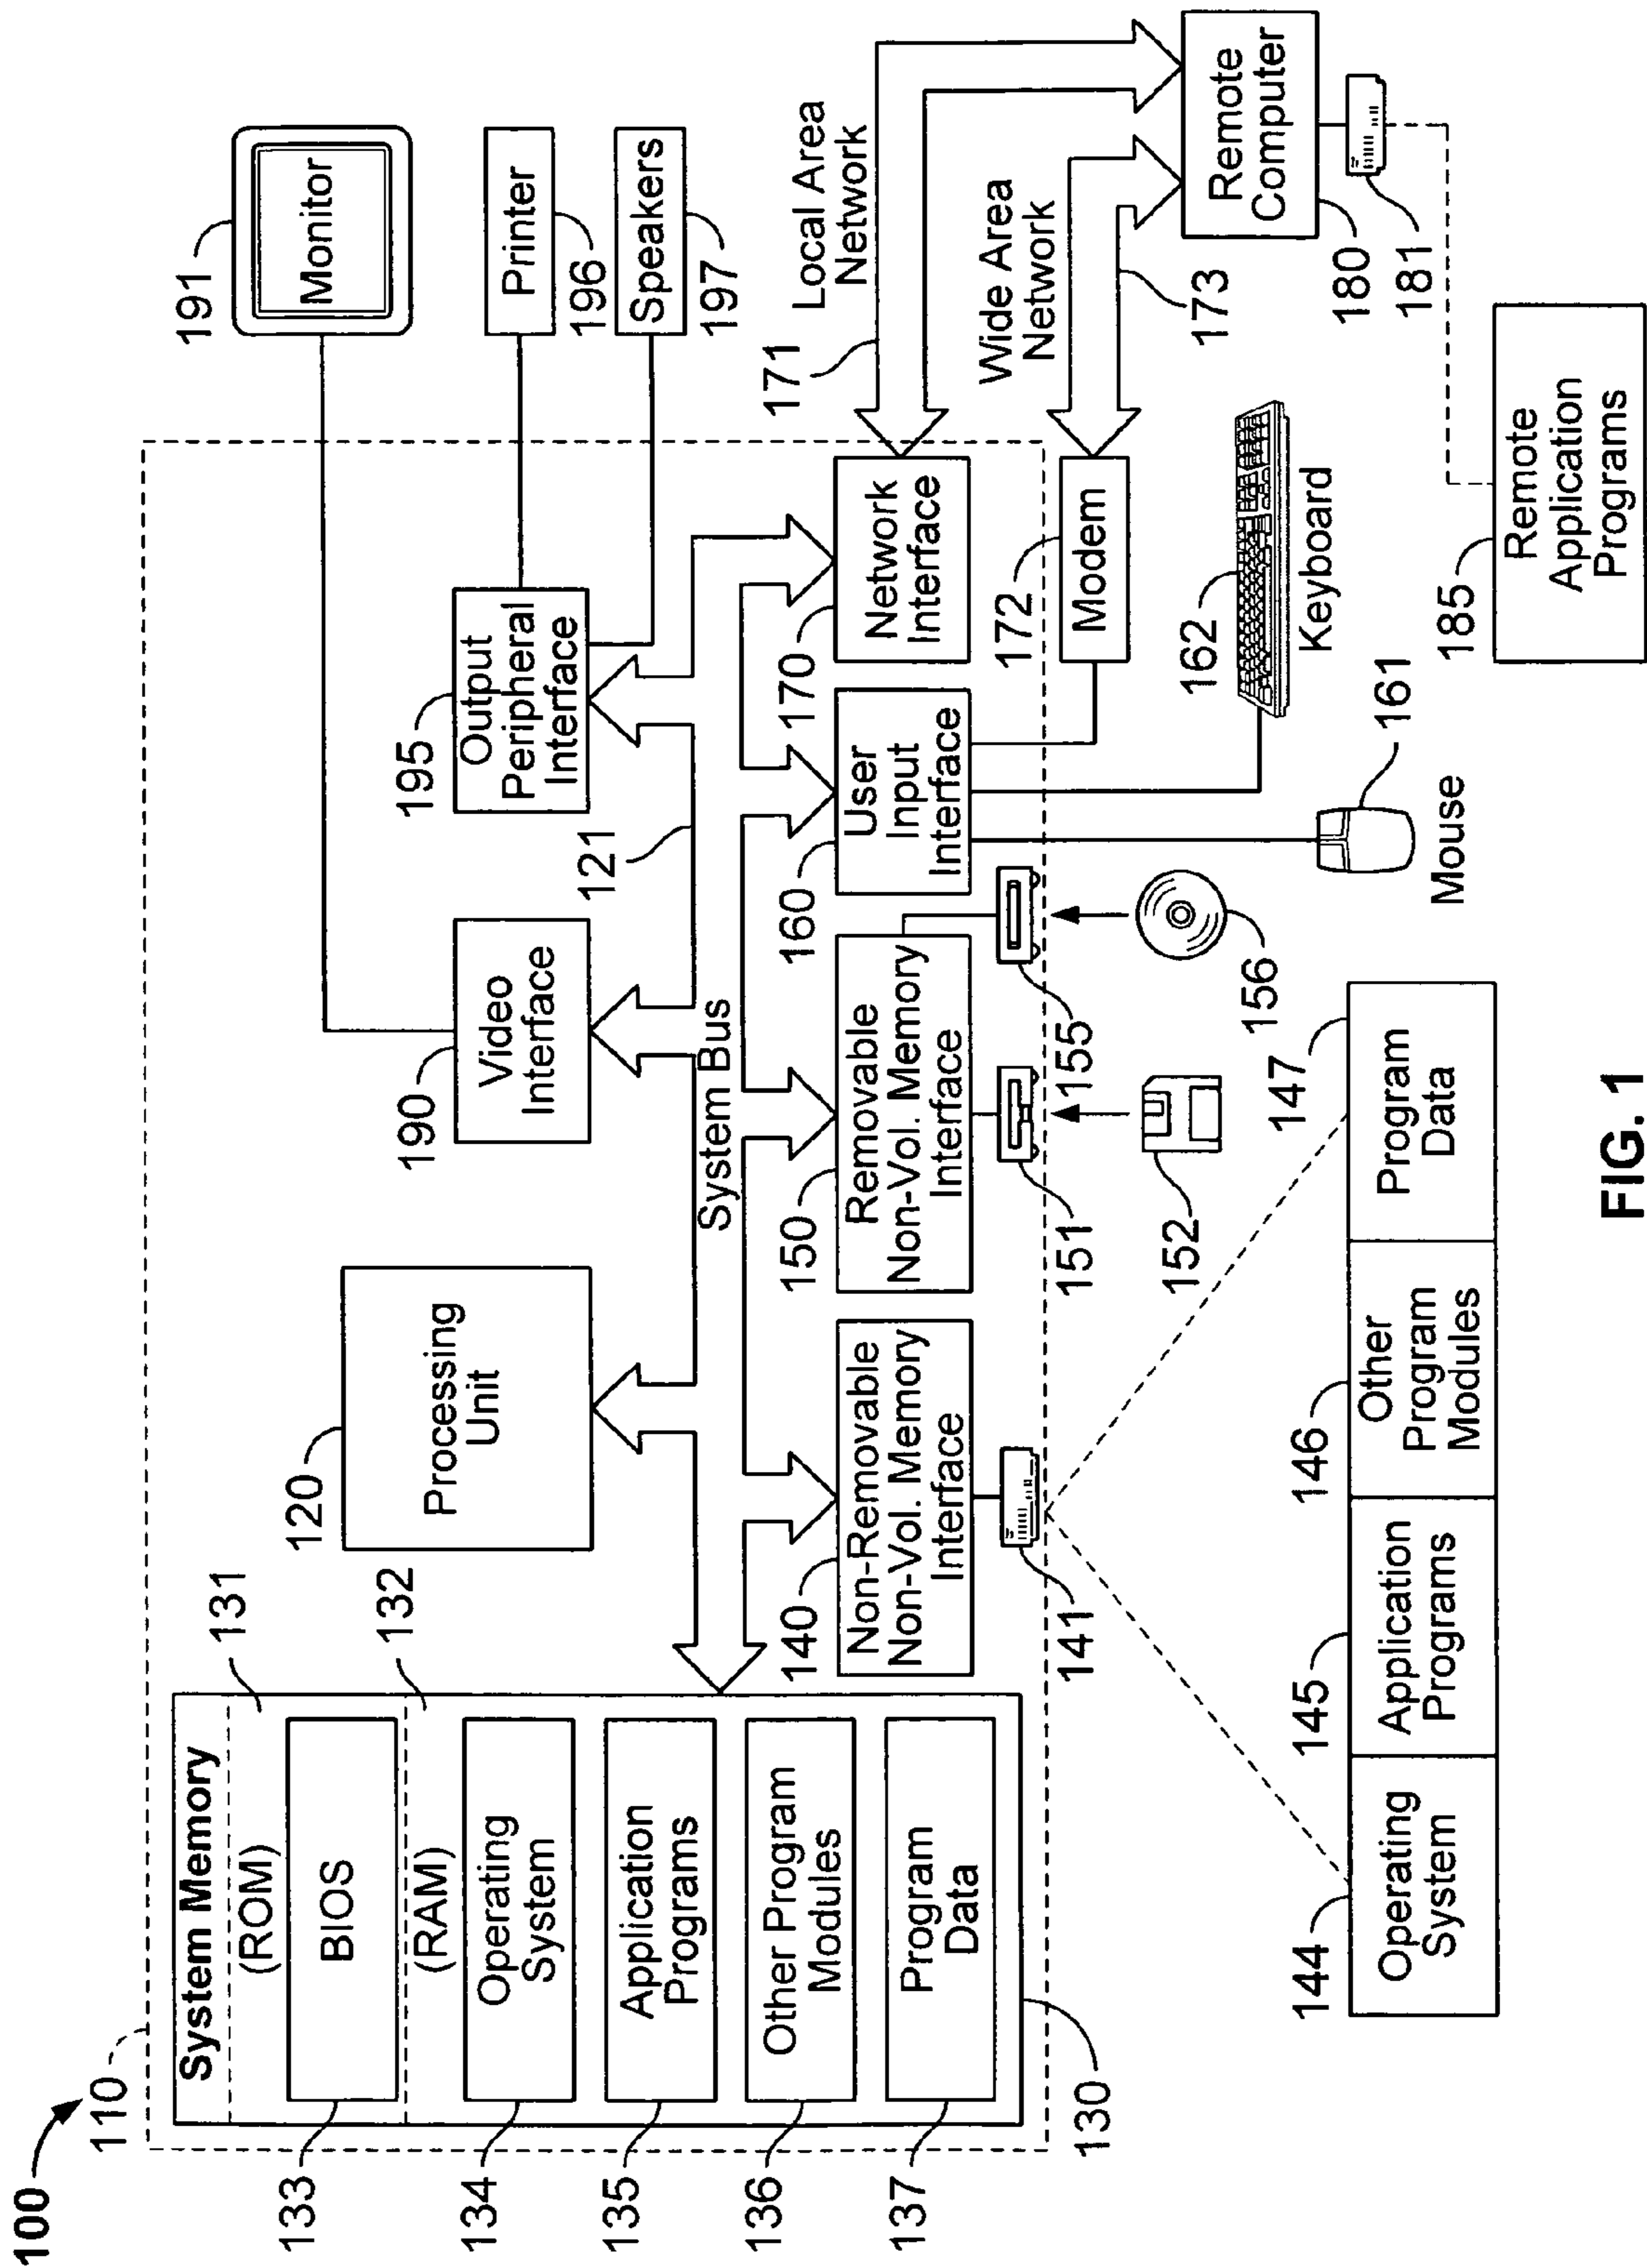 100
110
System Memory
(ROM)
131
BIOS
133
(RAM)
132
Operating
System
134
Application
Programs
135
Other Program
Modules
136
Program
Data
137
130
120
Processing
Unit
190
Video
Interface
195
Output
Peripheral
Interface
191
Monitor
Printer
196
Speakers
197
121
System Bus
140
Non-Removable
Non-Vol. Memory
Interface
141
150
Removable
Non-Vol. Memory
Interface
151
155
152
156
160
User
Input
Interface
170
Network
Interface
172
Modem
171
Local Area
Network
Wide Area
Network
173
Remote
Computer
180
181
162
Keyboard
161
Mouse
185
Remote
Application
Programs
144
Operating
System
145
Application
Programs
146
Other
Program
Modules
147
Program
Data
FIG. 1